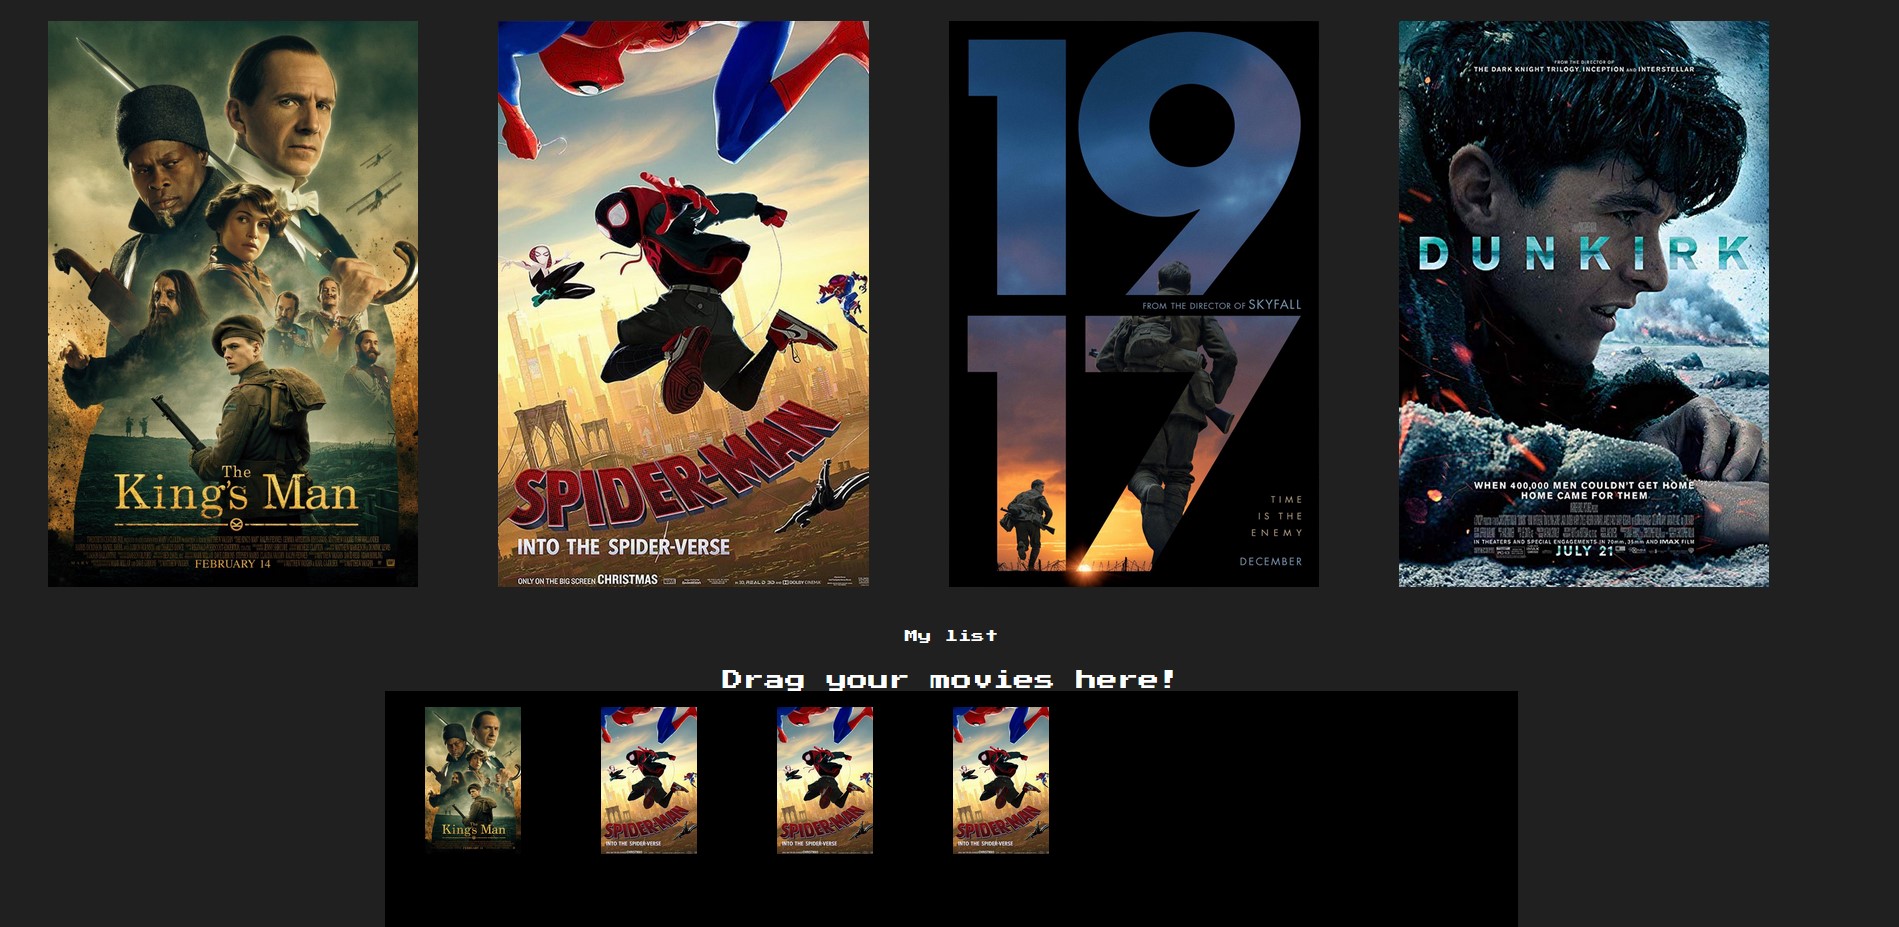 The
King's Man
FEBRUARY 14
SPIDER-MAN
INTO THE SPIDER-VERSE
ONLY ON THE BIG SCREEN CHRISTMAS
19
FROM THE DIRECTOR OF SKYFALL
17
TIME
IS THE
ENEMY
DECEMBER
FROM THE DIRECTOR OF
THE DARK KNIGHT TRILOGY, INCEPTION AND INTERSTELLAR
DUNKIRK
WHEN 400,000 MEN COULDN'T GET HOME
HOME CAME FOR THEM
IN THEATERS AND SPECIAL ENGAGEMENTS IN 70mm, 35mm AND IMAX FILM
JULY 21
My list
Drag your movies here!
The
King's Man
SPIDER-MAN
INTO THE SPIDER-VERSE
SPIDER-MAN
INTO THE SPIDER-VERSE
SPIDER-MAN
INTO THE SPIDER-VERSE